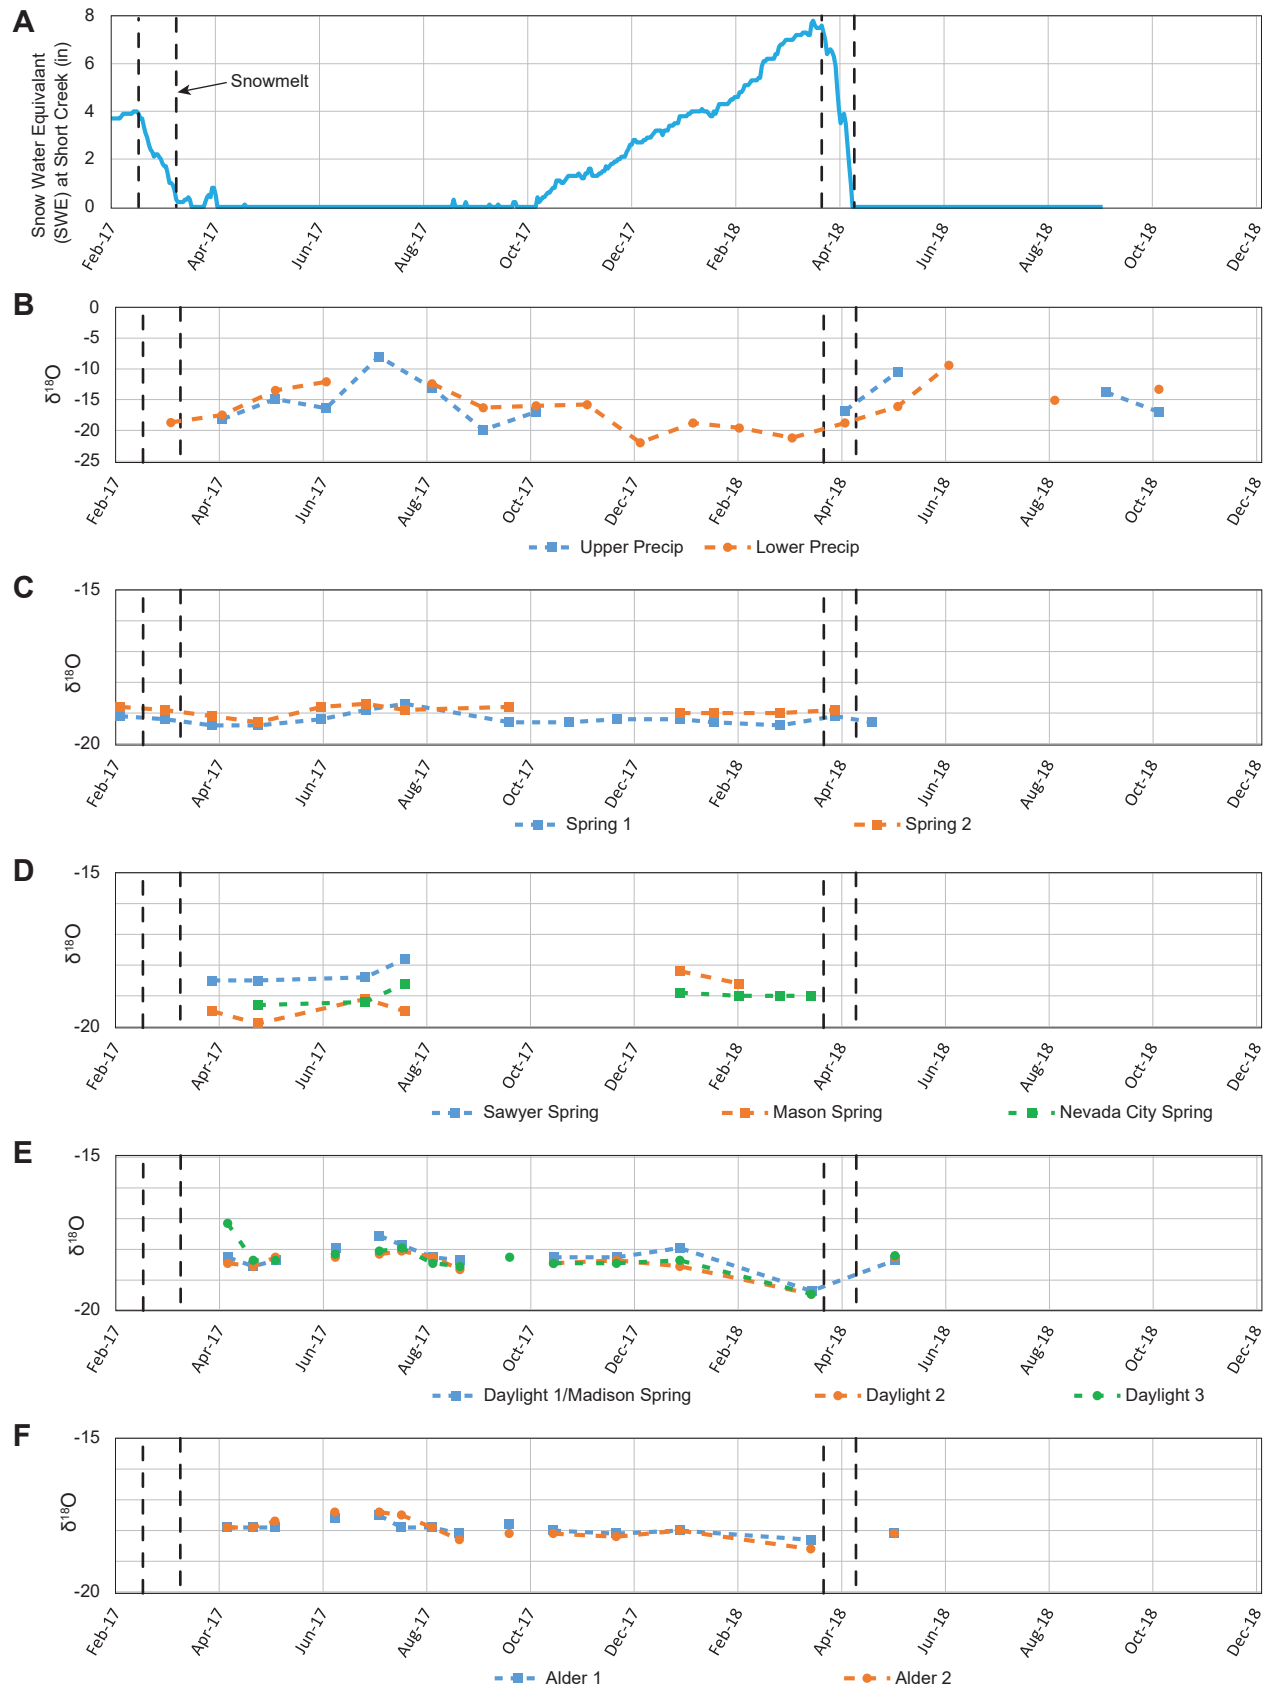 A
Snow Water Equivalant
(SWE) at Short Creek (in)
8
6
4
2
0
Snowmelt
Feb-17 Apr-17 Jun-17 Aug-17 Oct-17 Dec-17 Feb-18 Apr-18 Jun-18 Aug-18 Oct-18 Dec-18
B
δ¹⁸O
0
-5
-10
-15
-20
-25
Feb-17 Apr-17 Jun-17 Aug-17 Oct-17 Dec-17 Feb-18 Apr-18 Jun-18 Aug-18 Oct-18 Dec-18
Upper Precip Lower Precip
C
δ¹⁸O
-15
-20
Feb-17 Apr-17 Jun-17 Aug-17 Oct-17 Dec-17 Feb-18 Apr-18 Jun-18 Aug-18 Oct-18 Dec-18
Spring 1 Spring 2
D
δ¹⁸O
-15
-20
Feb-17 Apr-17 Jun-17 Aug-17 Oct-17 Dec-17 Feb-18 Apr-18 Jun-18 Aug-18 Oct-18 Dec-18
Sawyer Spring Mason Spring Nevada City Spring
E
δ¹⁸O
-15
-20
Feb-17 Apr-17 Jun-17 Aug-17 Oct-17 Dec-17 Feb-18 Apr-18 Jun-18 Aug-18 Oct-18 Dec-18
Daylight 1/Madison Spring Daylight 2 Daylight 3
F
δ¹⁸O
-15
-20
Feb-17 Apr-17 Jun-17 Aug-17 Oct-17 Dec-17 Feb-18 Apr-18 Jun-18 Aug-18 Oct-18 Dec-18
Alder 1 Alder 2